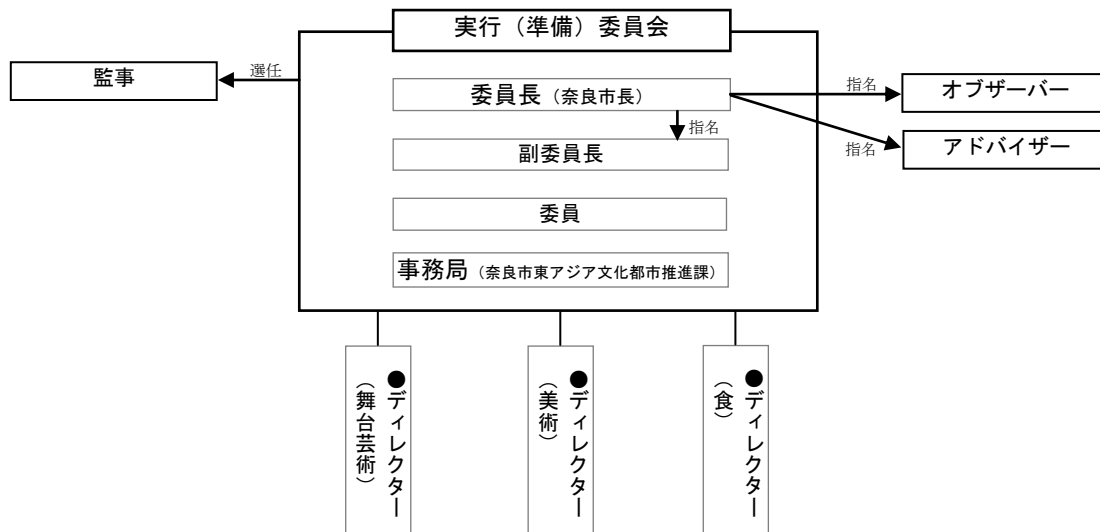 実行（準備）委員会
監事
選任
委員長（奈良市長）
指名
オブザーバー
指名
副委員長
指名
アドバイザー
委員
事務局（奈良市東アジア文化都市推進課）
●ディレクター
（舞台芸術）
●ディレクター
（美術）
●ディレクター
（食）